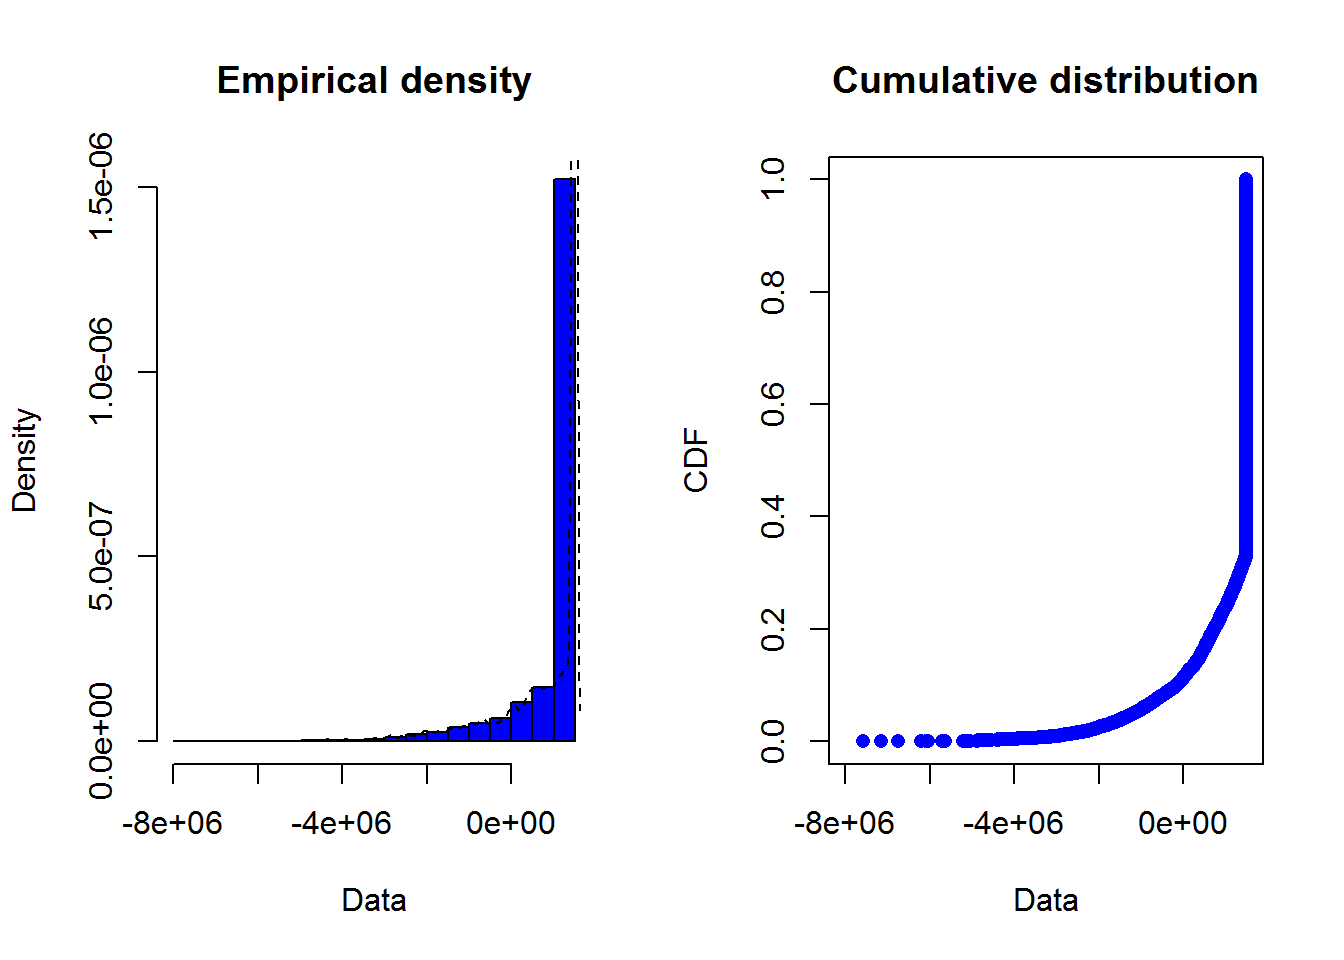 Empirical density
Density
0.0e+00 5.0e-07 1.0e-06 1.5e-06
-8e+06 -4e+06 0e+00
Data
Cumulative distribution
CDF
0.0 0.2 0.4 0.6 0.8 1.0
-8e+06 -4e+06 0e+00
Data